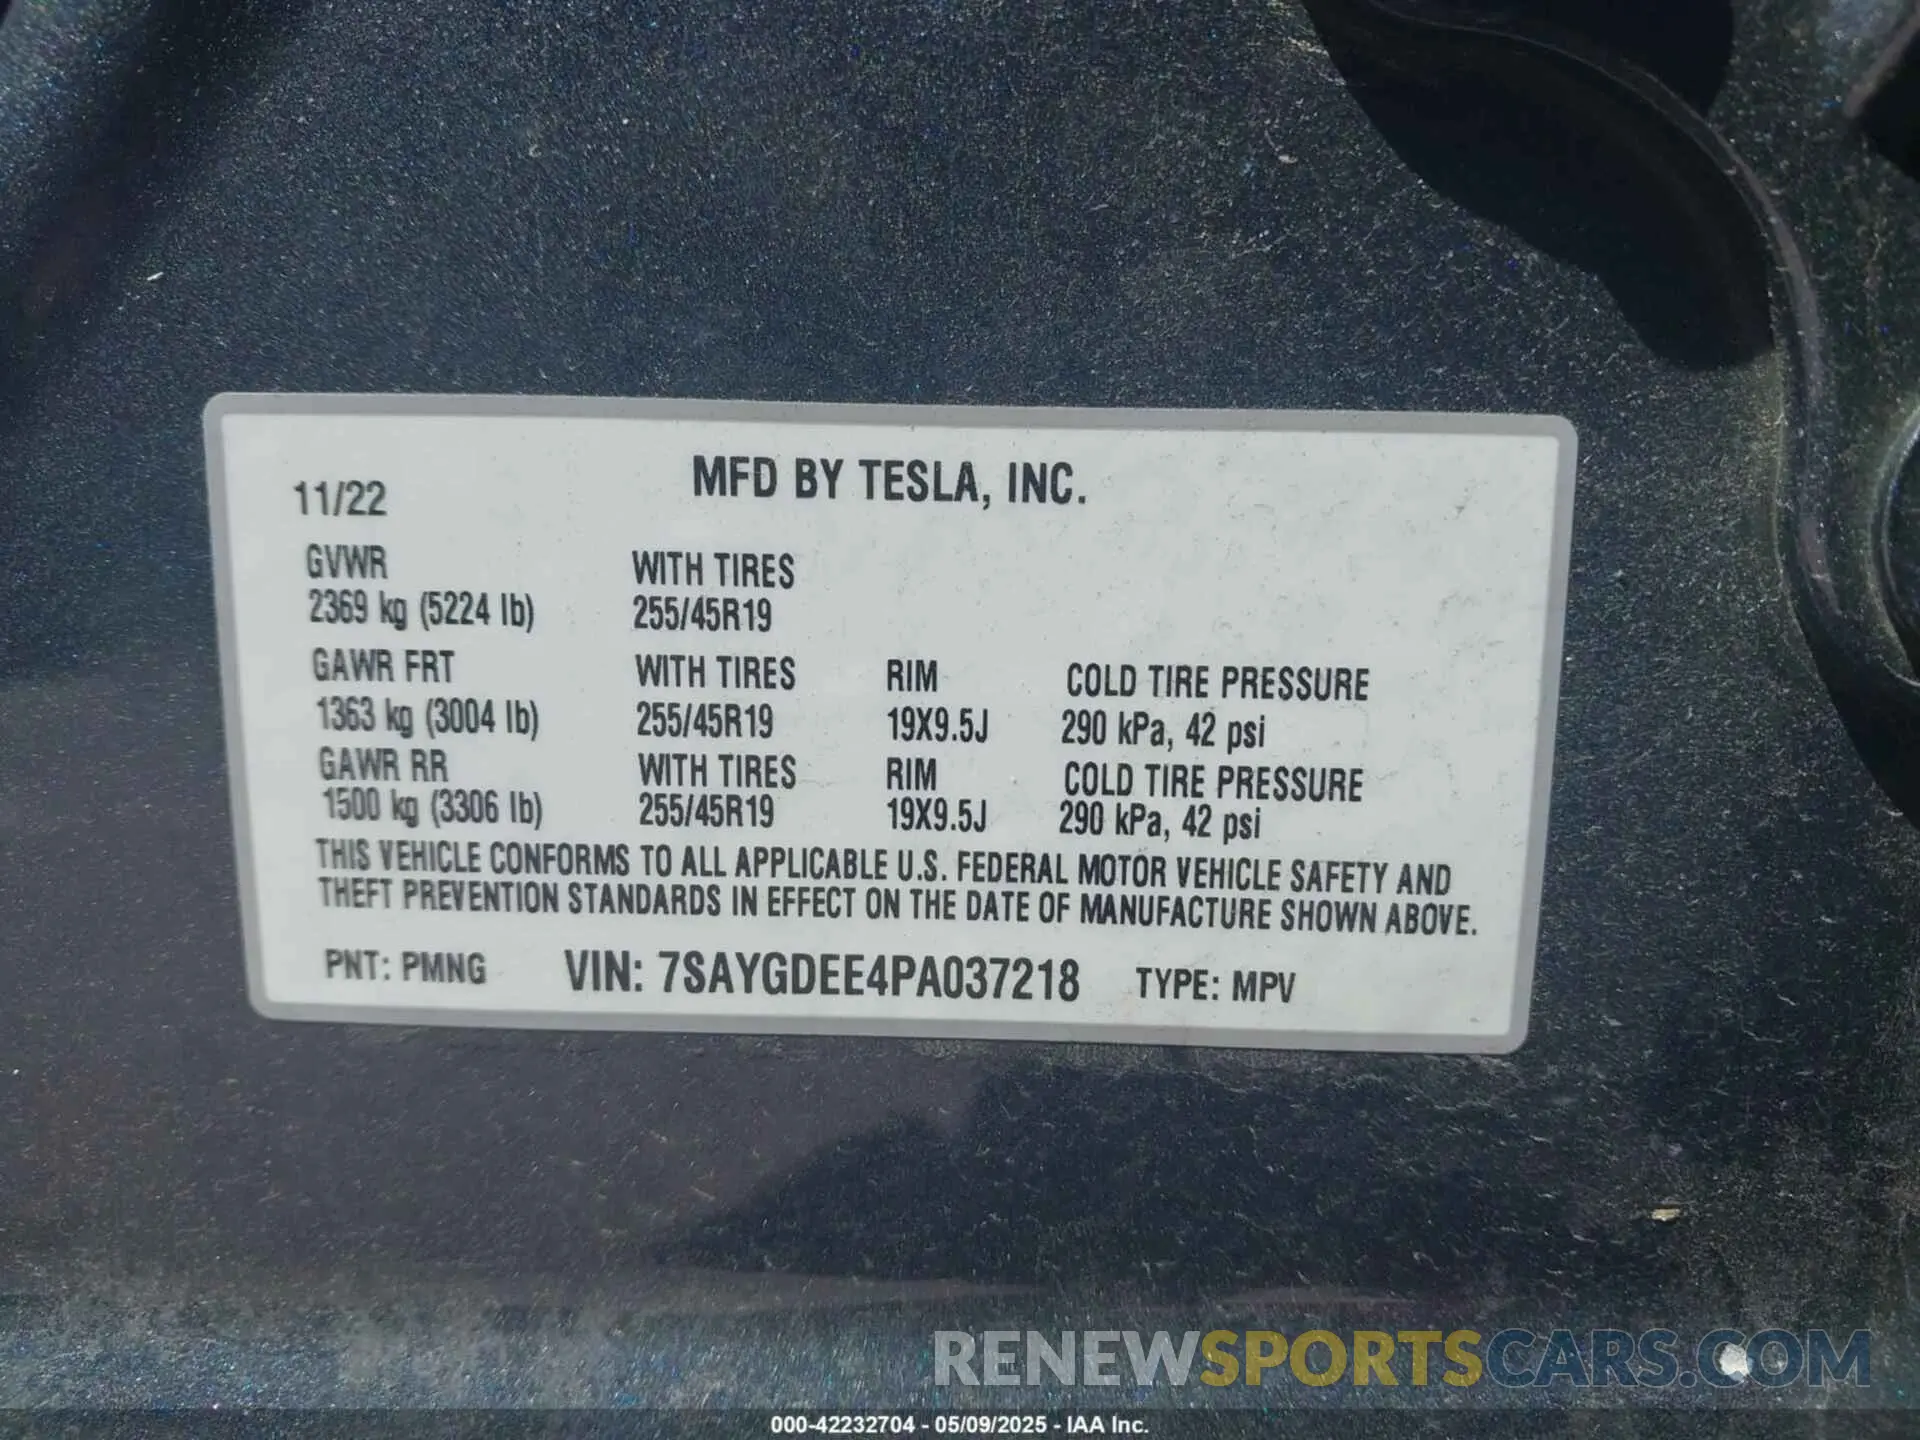 MFD BY TESLA, INC.
11/22
GVWR WITH TIRES
2369 kg (5224 lb) 255/45R19
GAWR FRT WITH TIRES RIM COLD TIRE PRESSURE
1363 kg (3004 lb) 255/45R19 19X9.5J 290 kPa, 42 psi
GAWR RR WITH TIRES RIM COLD TIRE PRESSURE
1500 kg (3306 lb) 255/45R19 19X9.5J 290 kPa, 42 psi
THIS VEHICLE CONFORMS TO ALL APPLICABLE U.S. FEDERAL MOTOR VEHICLE SAFETY AND
THEFT PREVENTION STANDARDS IN EFFECT ON THE DATE OF MANUFACTURE SHOWN ABOVE.
PNT: PMNG VIN: 7SAYGDEE4PA037218 TYPE: MPV
RENEWSPORTSCARS.COM
000-42232704 - 05/09/2025 - IAA Inc.